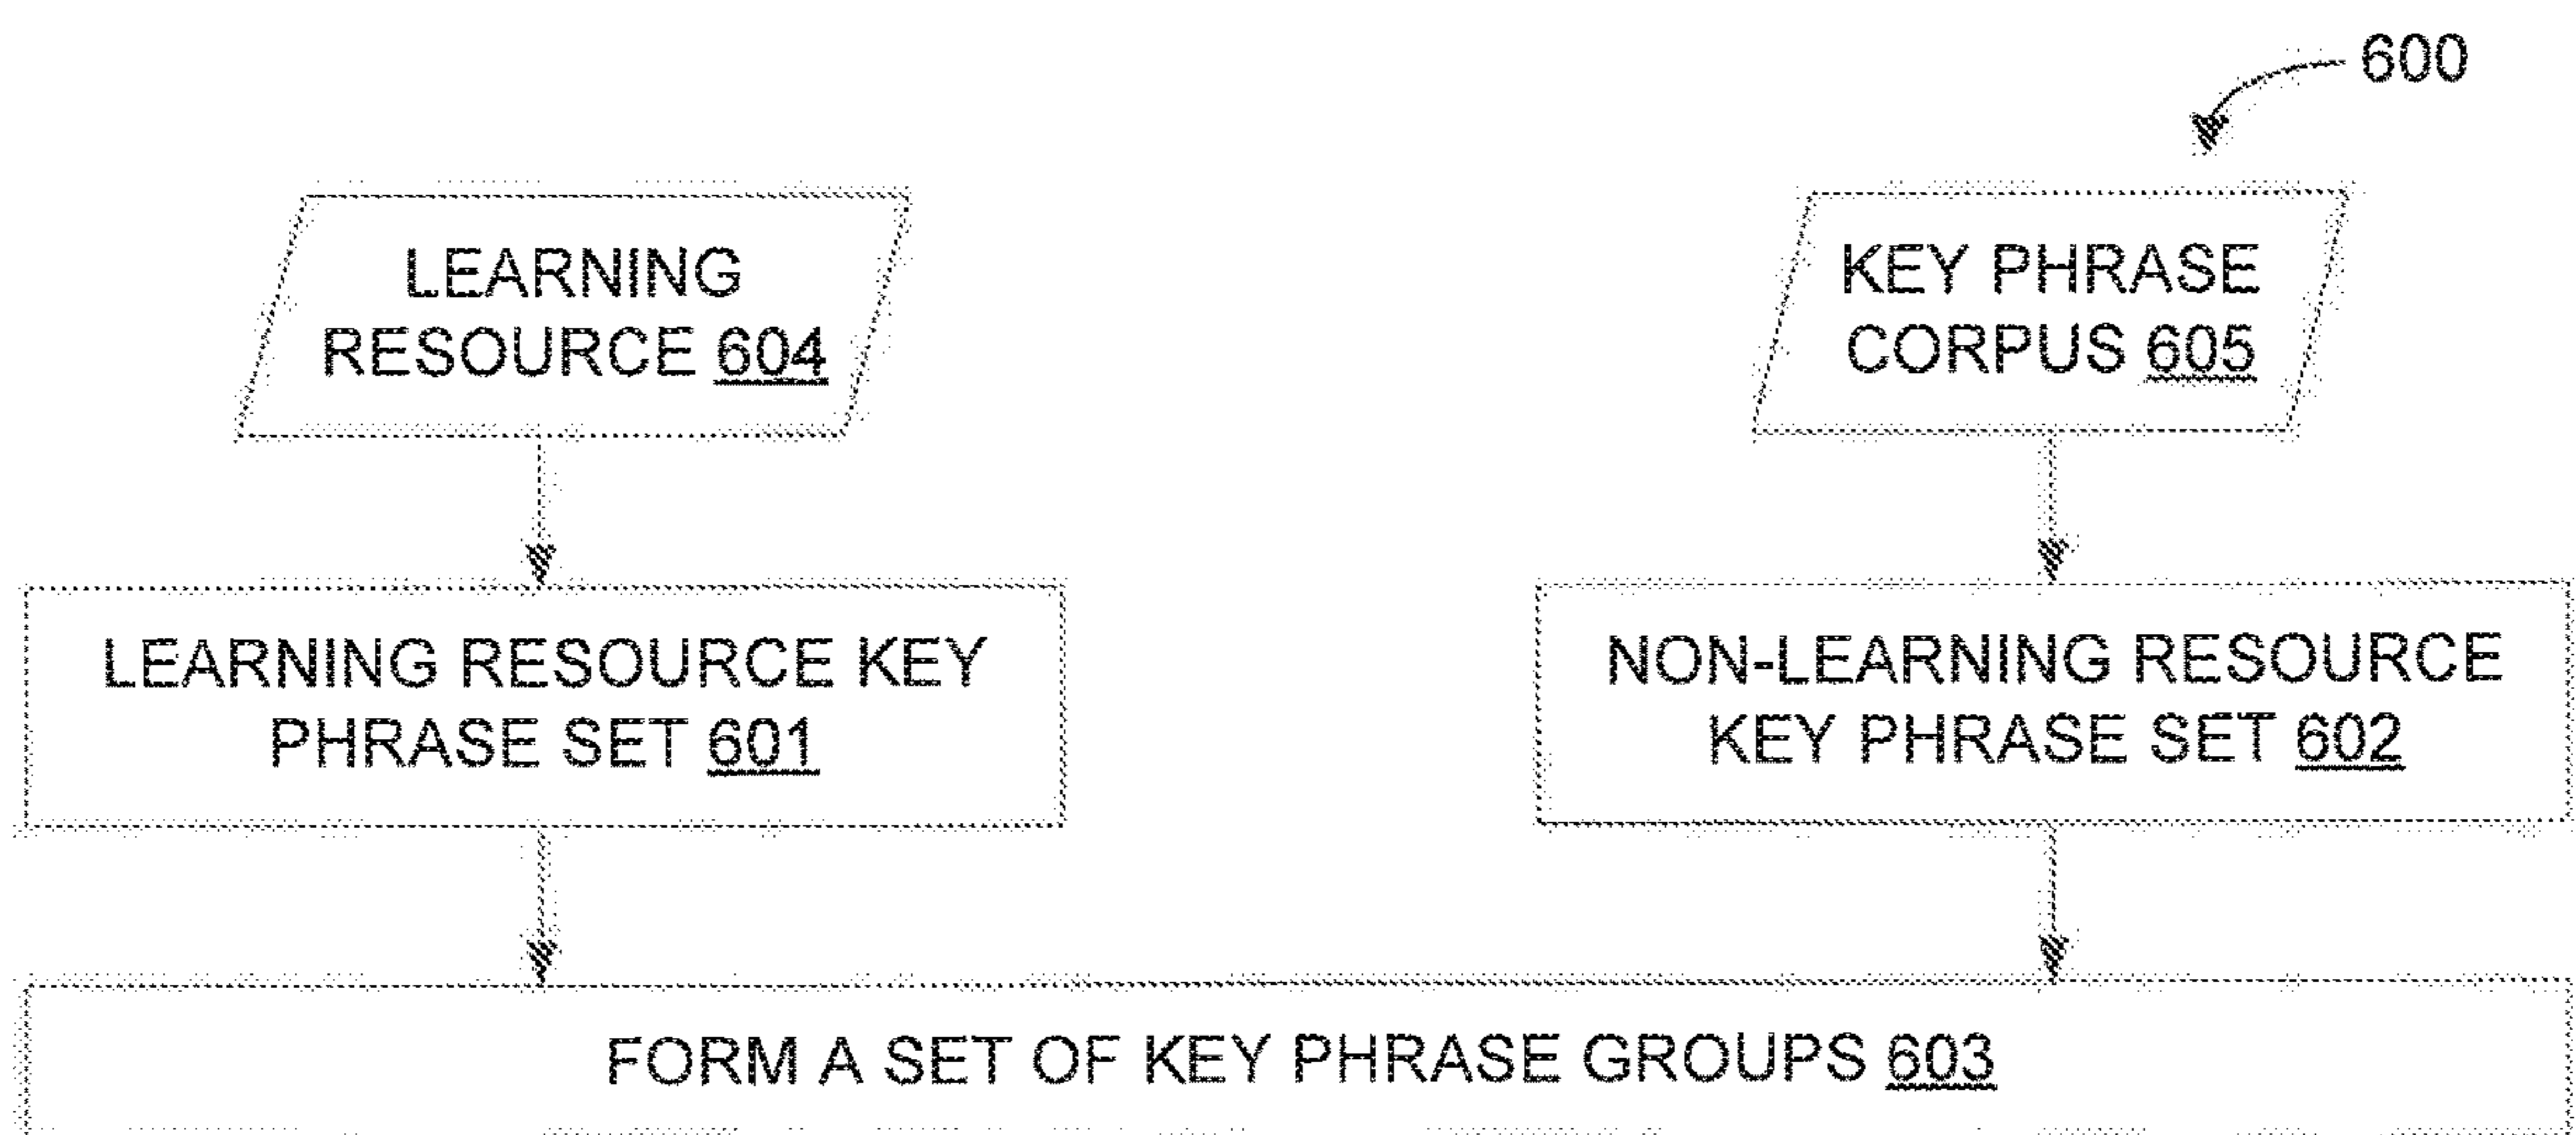 600
LEARNING
RESOURCE 604
KEY PHRASE
CORPUS 605
LEARNING RESOURCE KEY
PHRASE SET 601
NON-LEARNING RESOURCE
KEY PHRASE SET 602
FORM A SET OF KEY PHRASE GROUPS 603